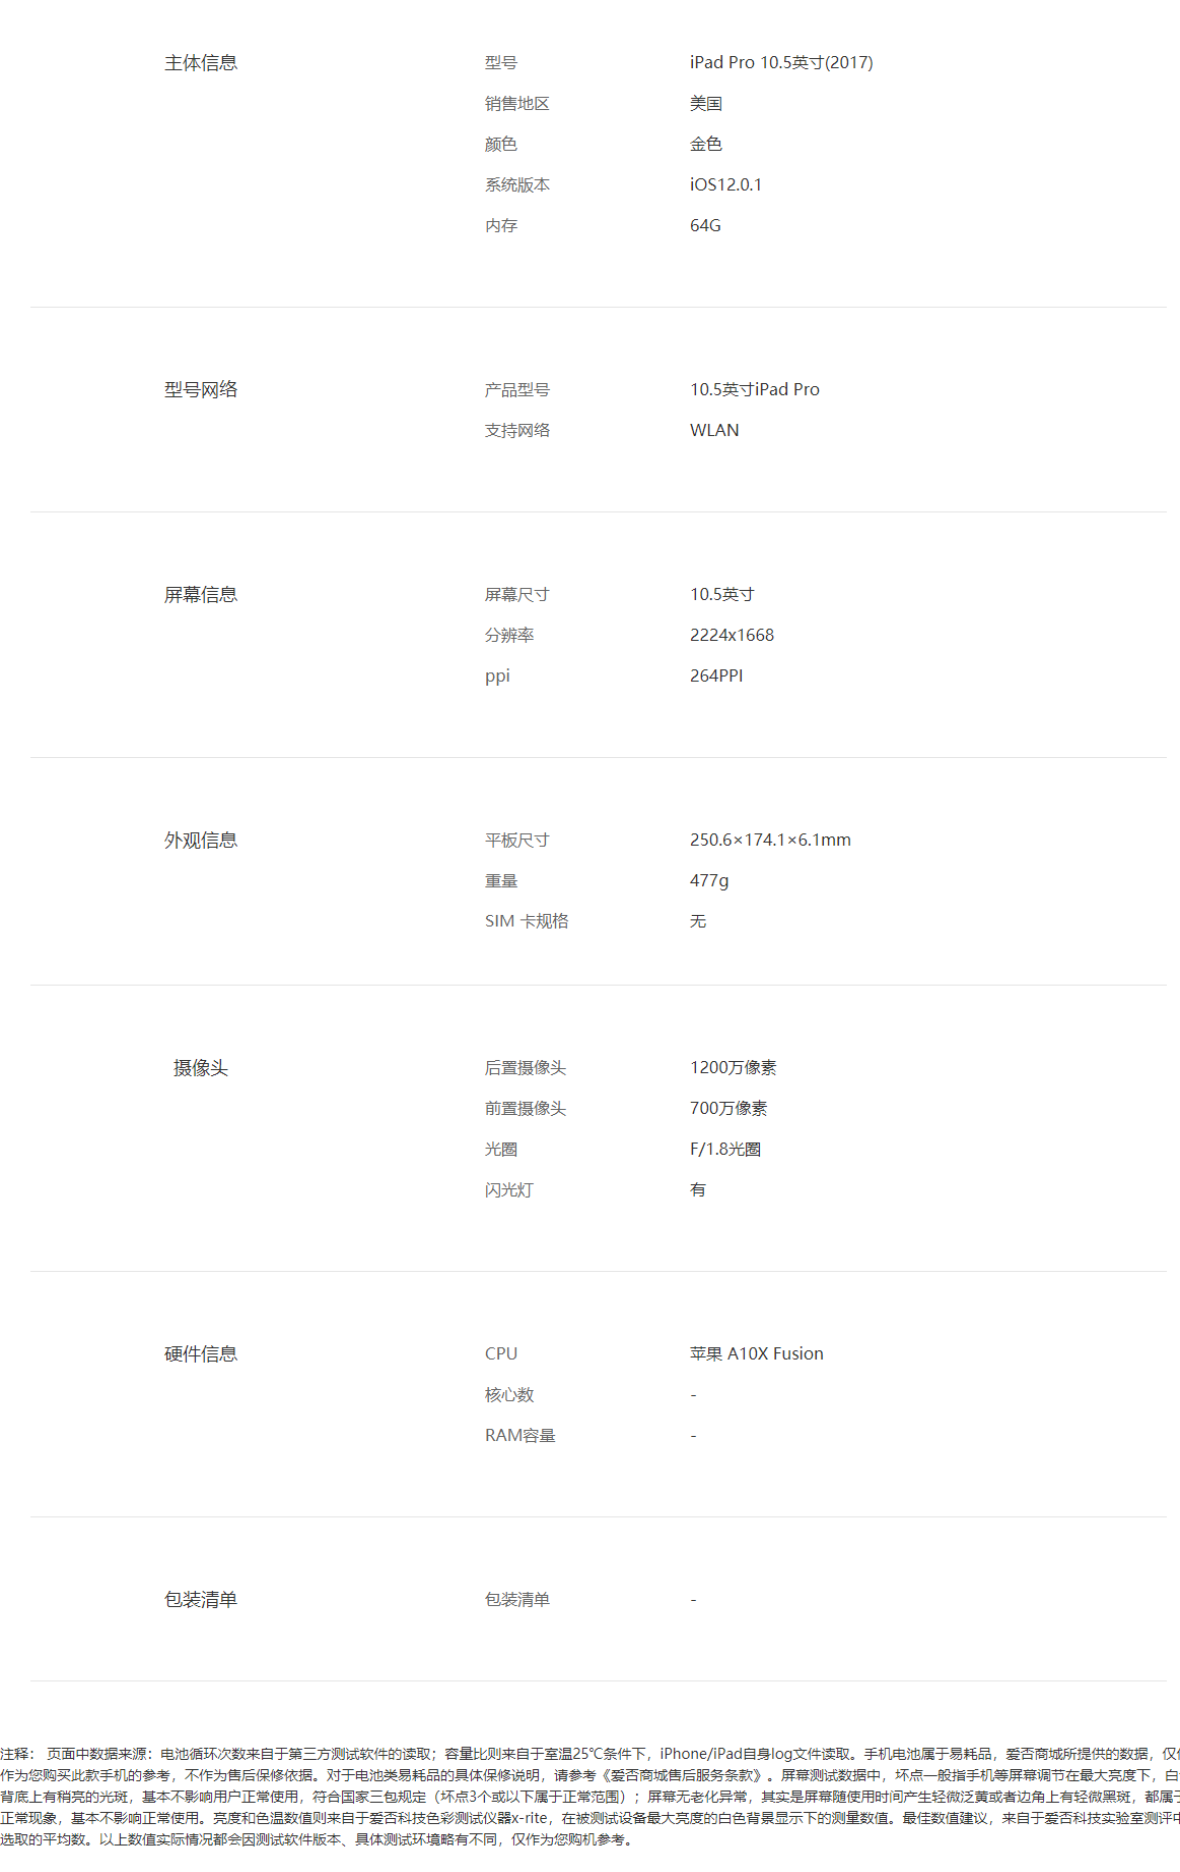 主体信息 型号 iPad Pro 10.5英寸(2017)
销售地区 美国
颜色 金色
系统版本 iOS12.0.1
内存 64G
型号网络 产品型号 10.5英寸iPad Pro
支持网络 WLAN
屏幕信息 屏幕尺寸 10.5英寸
分辨率 2224x1668
ppi 264PPI
外观信息 平板尺寸 250.6×174.1×6.1mm
重量 477g
SIM 卡规格 无
摄像头 后置摄像头 1200万像素
前置摄像头 700万像素
光圈 F/1.8光圈
闪光灯 有
硬件信息 CPU 苹果 A10X Fusion
核心数 -
RAM容量 -
包装清单 包装清单 -
注释： 页面中数据来源：电池循环次数来自于第三方测试软件的读取；容量比则来自于室温25℃条件下，iPhone/iPad自身log文件读取。手机电池属于易耗品，爱否商城所提供的数据，仅
作为您购买此款手机的参考，不作为售后保修依据。对于电池类易耗品的具体保修说明，请参考《爱否商城售后服务条款》。屏幕测试数据中，坏点一般指手机等屏幕调节在最大亮度下，白
背底上有稍亮的光斑，基本不影响用户正常使用，符合国家三包规定（坏点3个或以下属于正常范围）；屏幕无老化异常，其实是屏幕随使用时间产生轻微泛黄或者边角上有轻微黑斑，都属于
正常现象，基本不影响正常使用。亮度和色温数值则来自于爱否科技色彩测试仪器x-rite，在被测试设备最大亮度的白色背景显示下的测量数值。最佳数值建议，来自于爱否科技实验室测评中
选取的平均数。以上数值实际情况都会因测试软件版本、具体测试环境略有不同，仅作为您购机参考。